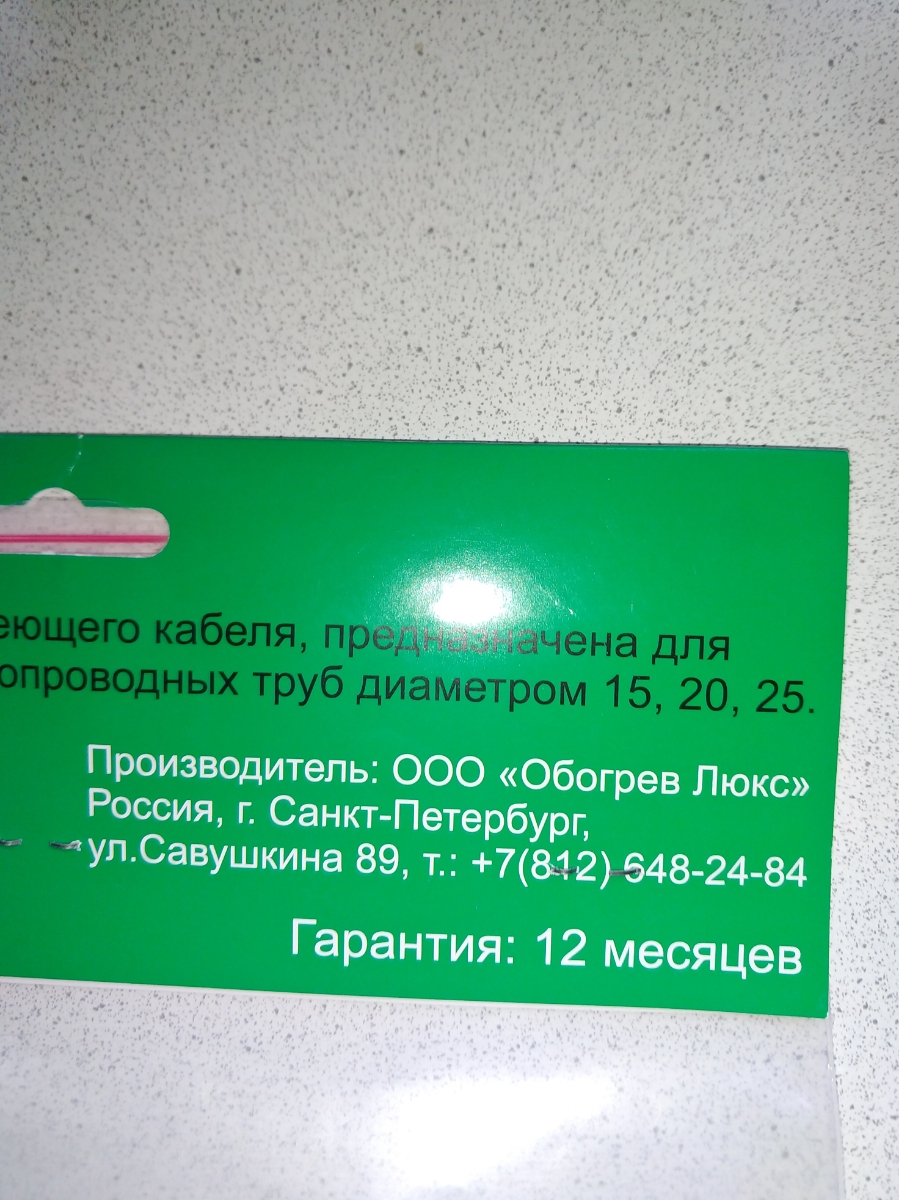 еющего кабеля, предназначена для
опроводных труб диаметром 15, 20, 25.
Производитель: ООО «Обогрев Люкс»
Россия, г. Санкт-Петербург,
ул.Савушкина 89, т.: +7(812) 648-24-84
Гарантия: 12 месяцев